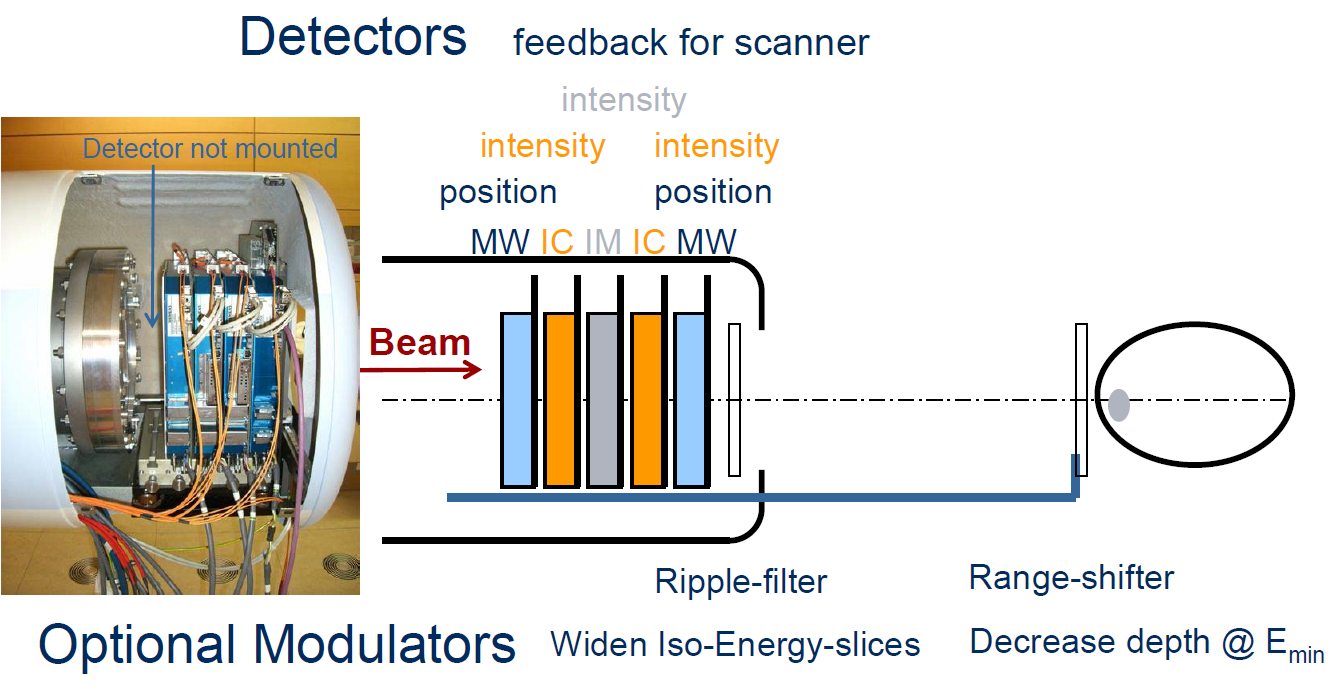 Detectors feedback for scanner
intensity
intensity intensity
Detector not mounted
position position
MW IC IM IC MW
Beam
Ripple-filter Range-shifter
Optional Modulators Widen Iso-Energy-slices Decrease depth @ Emin